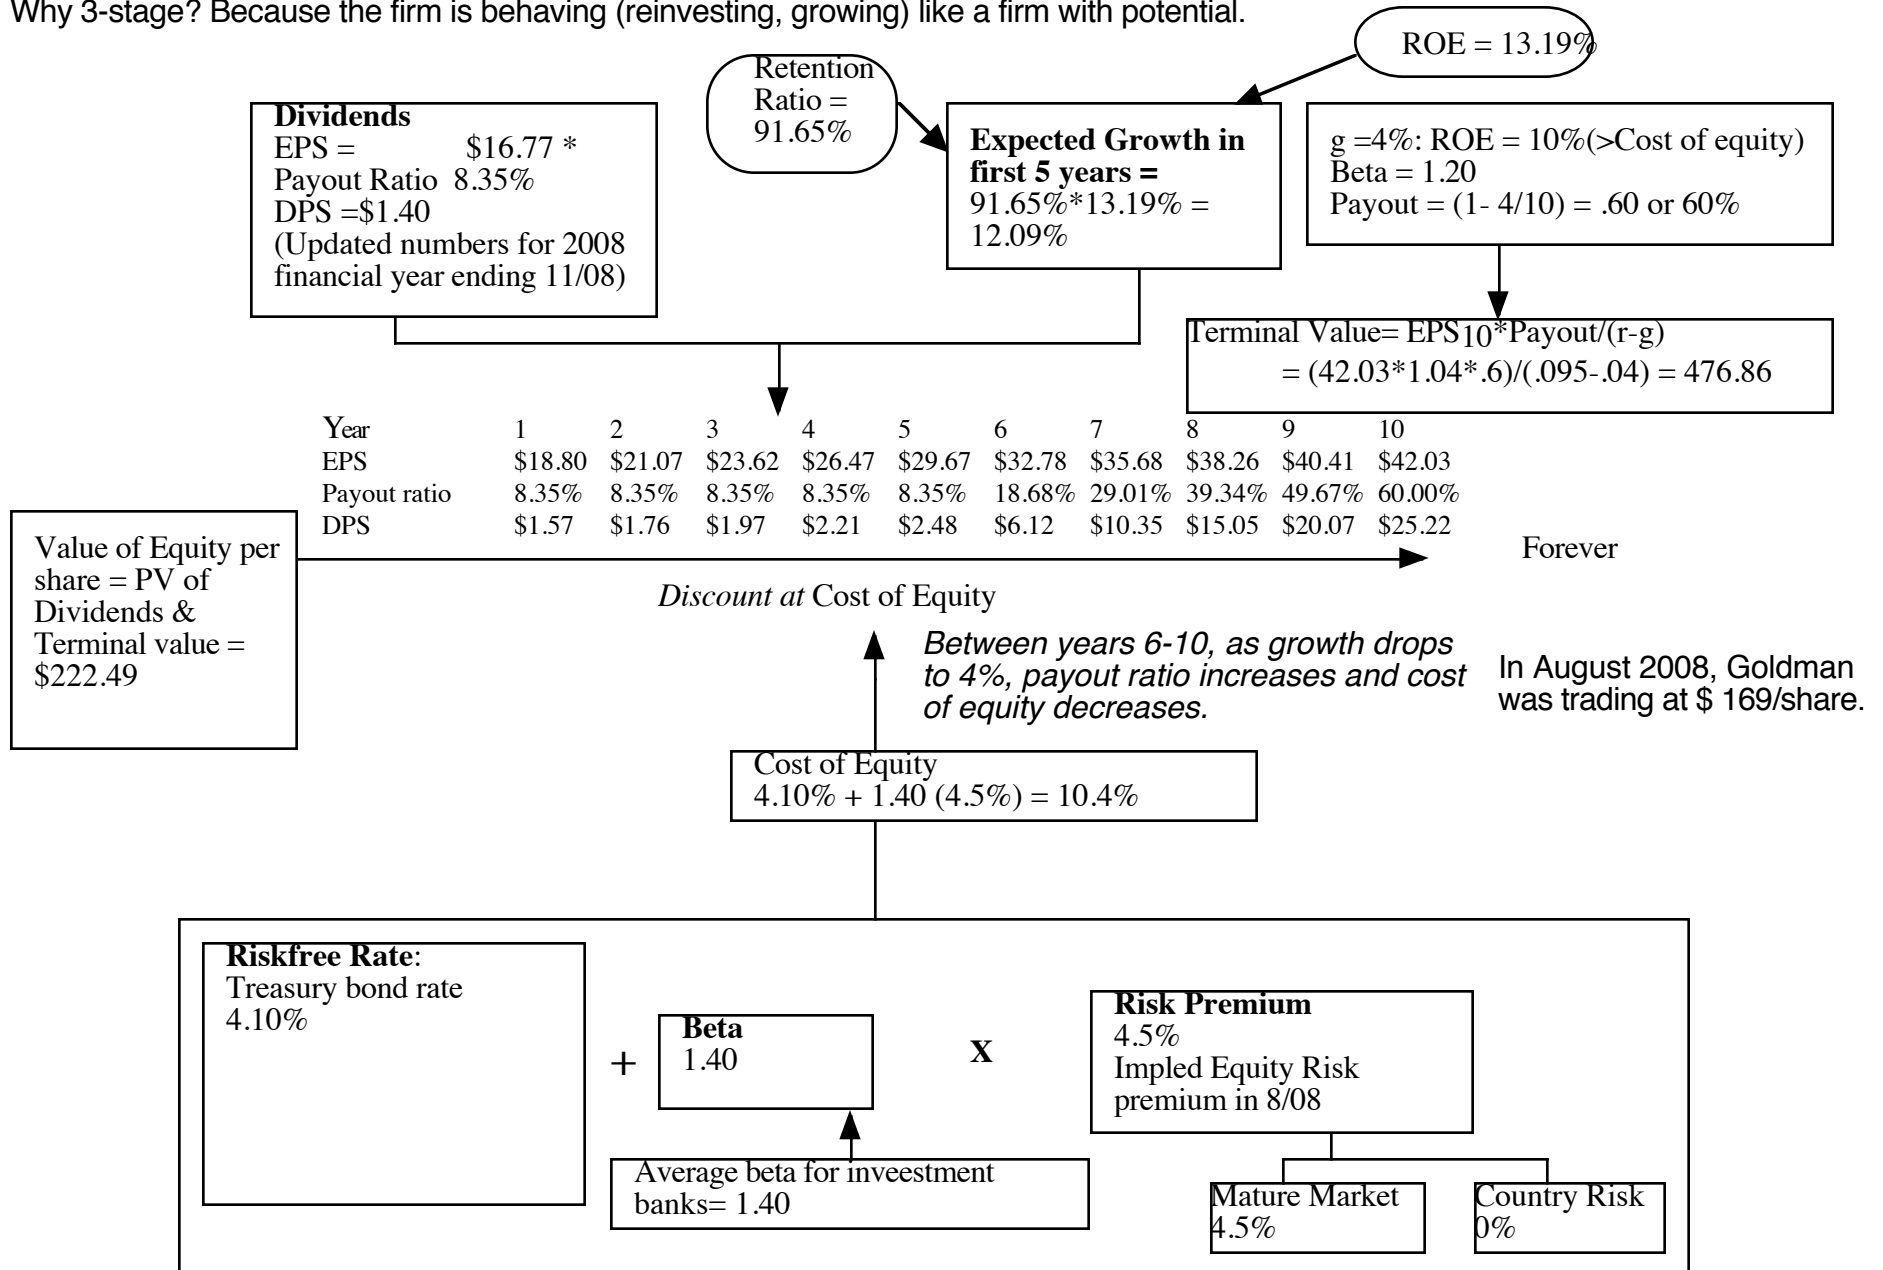 Why 3-stage? Because the firm is behaving (reinvesting, growing) like a firm with potential.
ROE = 13.19%
Retention
Ratio =
91.65%
Dividends
EPS = $16.77 *
Payout Ratio 8.35%
DPS =$1.40
(Updated numbers for 2008
financial year ending 11/08)
Expected Growth in
first 5 years =
91.65%*13.19% =
12.09%
g =4%: ROE = 10%(>Cost of equity)
Beta = 1.20
Payout = (1- 4/10) = .60 or 60%
Terminal Value= EPS10*Payout/(r-g)
= (42.03*1.04*.6)/(.095-.04) = 476.86
Year 1 2 3 4 5 6 7 8 9 10
EPS $18.80 $21.07 $23.62 $26.47 $29.67 $32.78 $35.68 $38.26 $40.41 $42.03
Payout ratio 8.35% 8.35% 8.35% 8.35% 8.35% 18.68% 29.01% 39.34% 49.67% 60.00%
DPS $1.57 $1.76 $1.97 $2.21 $2.48 $6.12 $10.35 $15.05 $20.07 $25.22
Value of Equity per
share = PV of
Dividends &
Terminal value =
$222.49
Forever
Discount at Cost of Equity
Between years 6-10, as growth drops
to 4%, payout ratio increases and cost
of equity decreases.
In August 2008, Goldman
was trading at $ 169/share.
Cost of Equity
4.10% + 1.40 (4.5%) = 10.4%
Riskfree Rate:
Treasury bond rate
4.10%
+
Beta
1.40
X
Risk Premium
4.5%
Impled Equity Risk
premium in 8/08
Average beta for inveestment
banks= 1.40
Mature Market
4.5%
Country Risk
0%